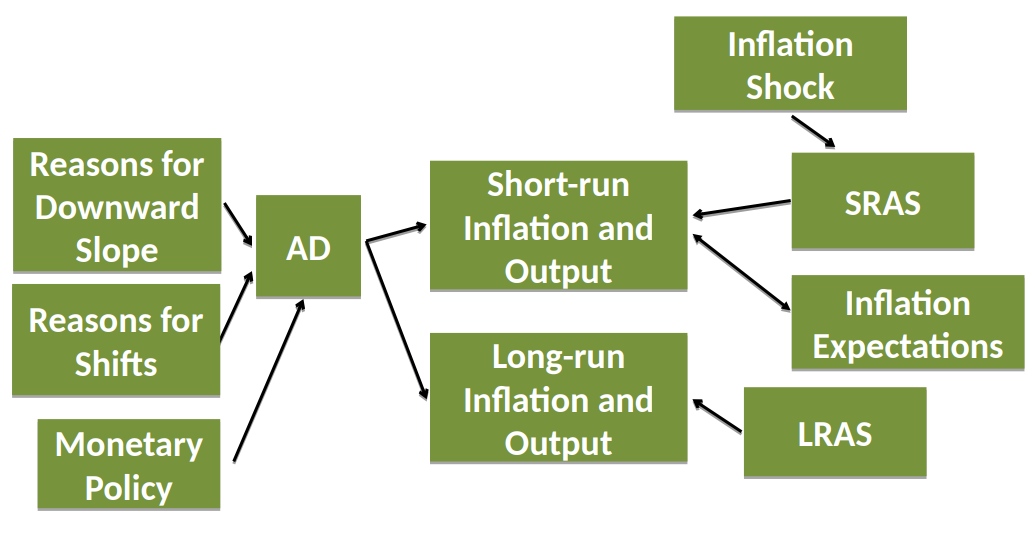 Inflation
Shock
Reasons for
Downward
Slope
AD
Short-run
Inflation and
Output
SRAS
Reasons for
Shifts
Inflation
Expectations
Long-run
Inflation and
Output
LRAS
Monetary
Policy